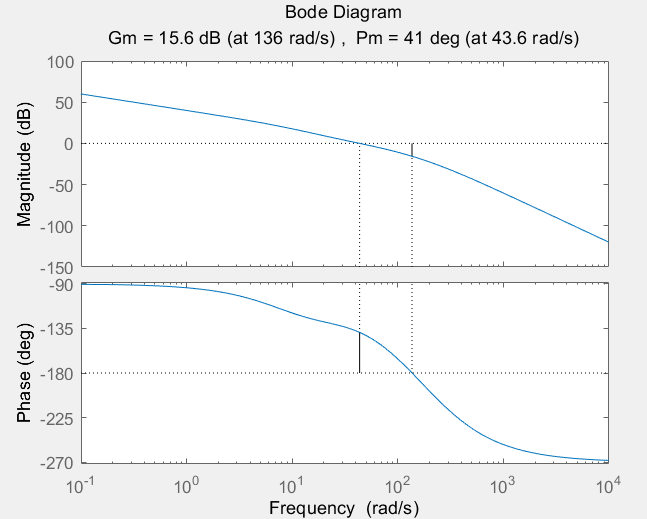 Bode Diagram
Gm = 15.6 dB (at 136 rad/s) ,  Pm = 41 deg (at 43.6 rad/s)
Magnitude (dB)
100
50
0
-50
-100
-150
Phase (deg)
-90
-135
-180
-225
-270
10^-1 10^0 10^1 10^2 10^3 10^4
Frequency  (rad/s)